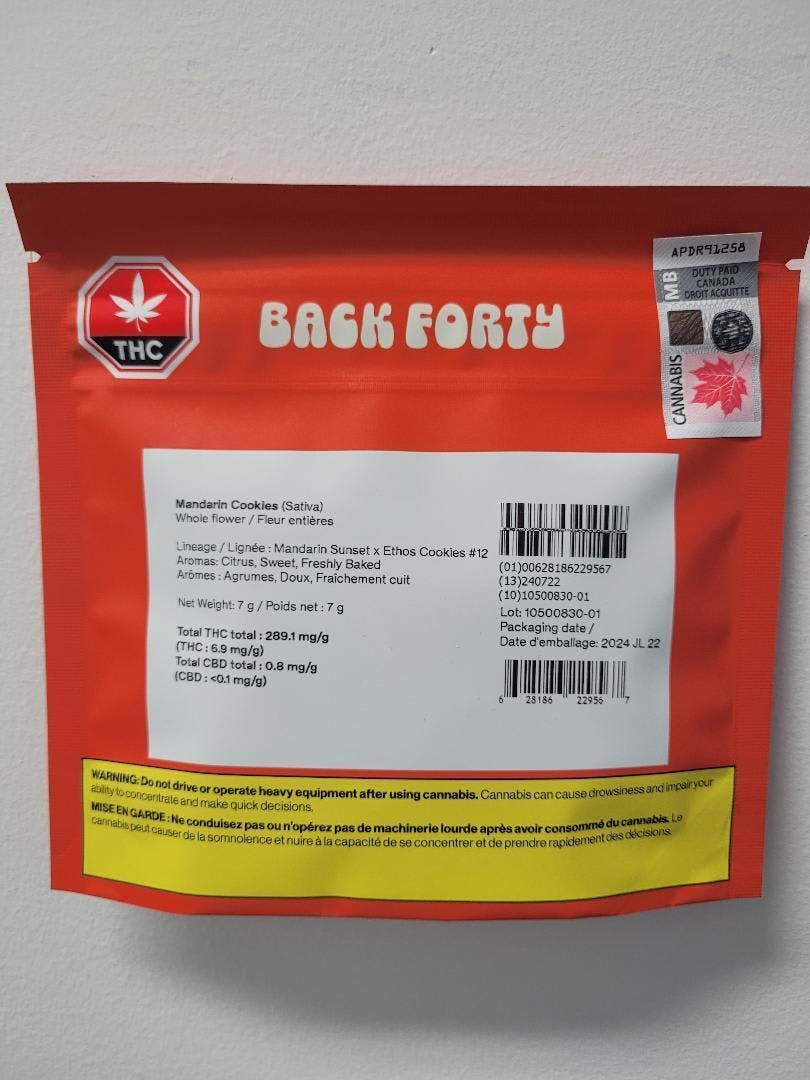 APDR91258
MB
DUTY PAID
CANADA
DROIT ACQUITTE
CANNABIS
THC
BACK FORTY
Mandarin Cookies (Sativa)
Whole flower / Fleur entières
Lineage / Lignée : Mandarin Sunset x Ethos Cookies #12
Aromas: Citrus, Sweet, Freshly Baked
Arômes : Agrumes, Doux, Fraîchement cuit
Net Weight: 7 g / Poids net : 7 g
Total THC total : 289.1 mg/g
(THC : 6.9 mg/g)
Total CBD total : 0.8 mg/g
(CBD : <0.1 mg/g)
(01)00628186229567
(13)240722
(10)10500830-01
Lot: 10500830-01
Packaging date /
Date d'emballage: 2024 JL 22
6 28186 22956 7
WARNING: Do not drive or operate heavy equipment after using cannabis. Cannabis can cause drowsiness and impair your
ability to concentrate and make quick decisions.
MISE EN GARDE : Ne conduisez pas ou n'opérez pas de machinerie lourde après avoir consommé du cannabis. Le
cannabis peut causer de la somnolence et nuire à la capacité de se concentrer et de prendre rapidement des décisions.